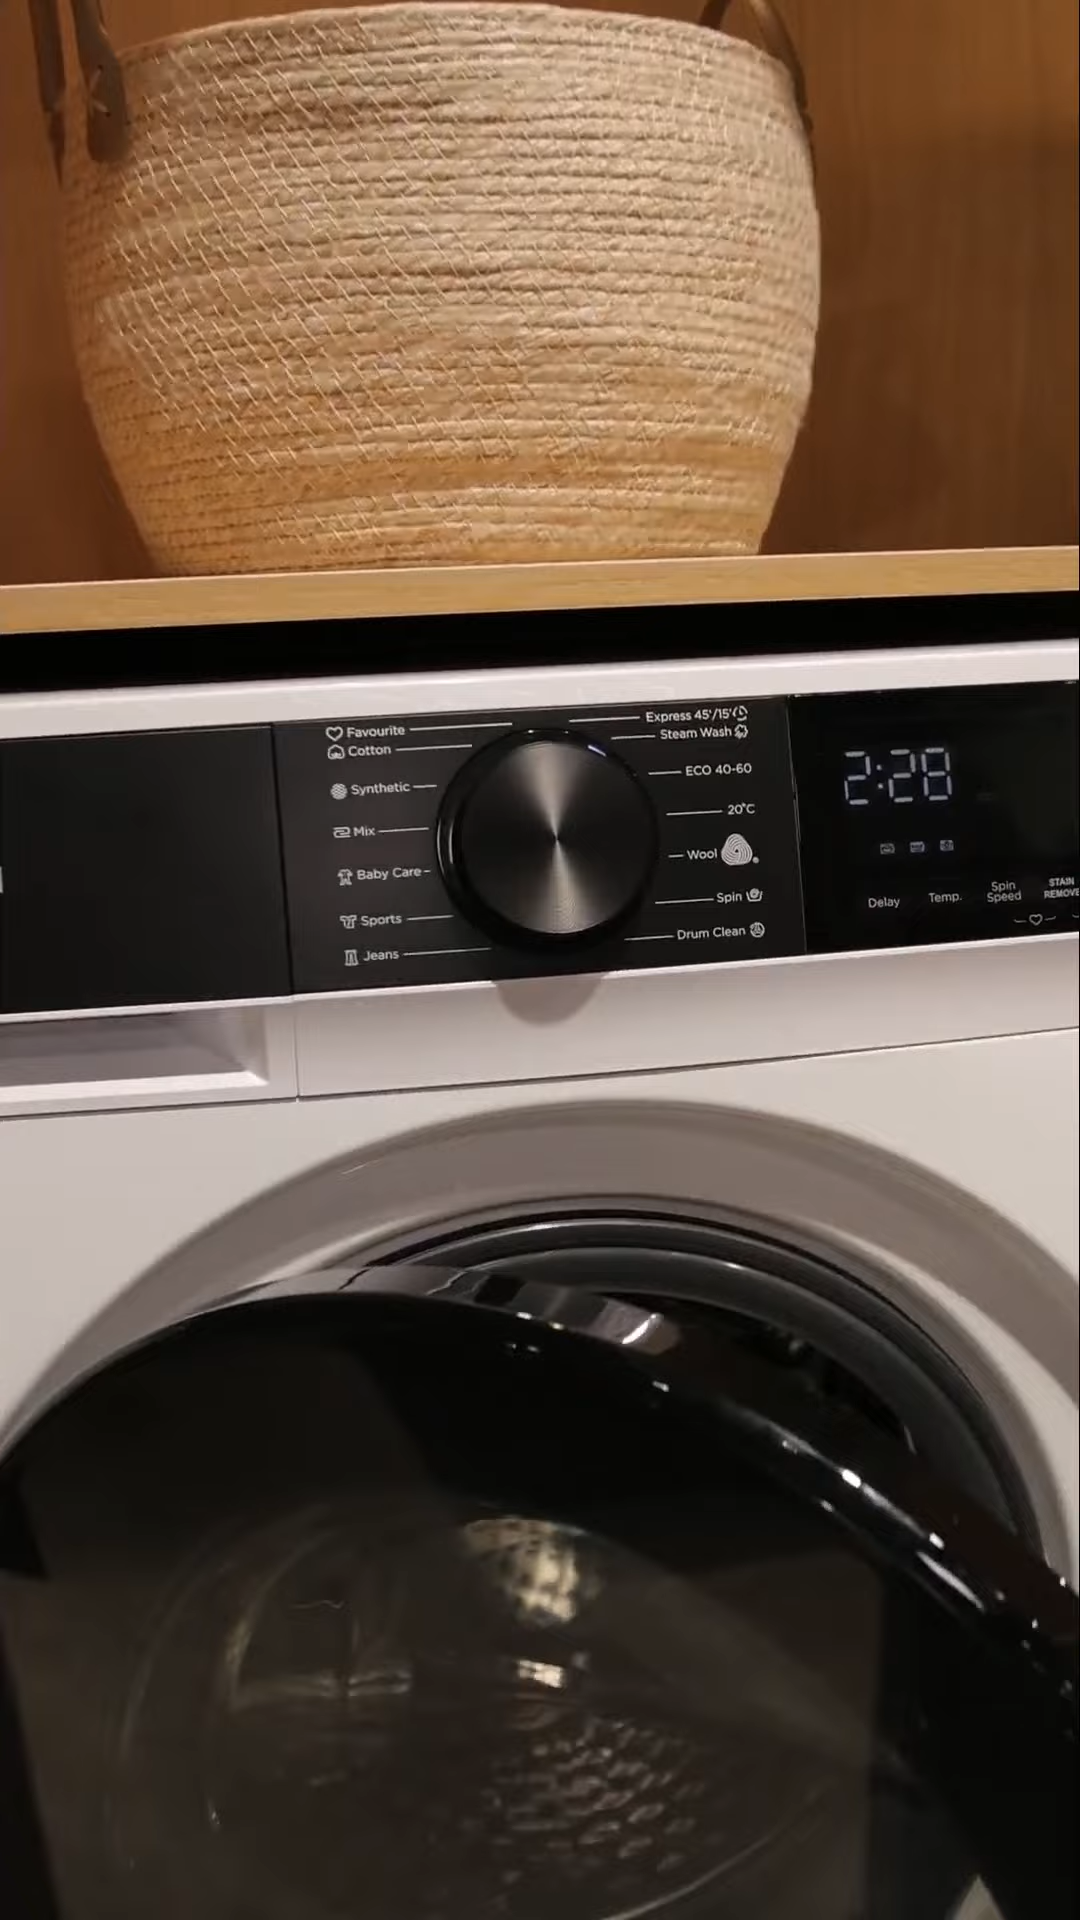 Favourite
Cotton
Synthetic
Mix
Baby Care
Sports
Jeans
Express 45'/15'
Steam Wash
ECO 40-60
20°C
Wool
Spin
Drum Clean
2:28
Delay
Temp.
Spin
Speed
STAIN
REMOVE